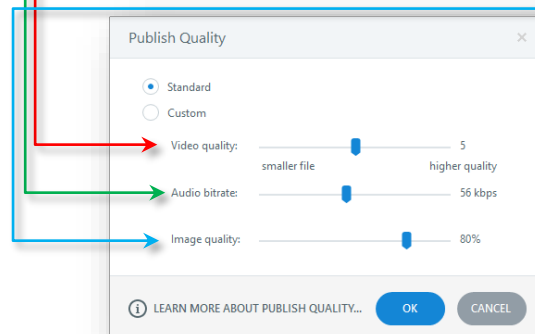 Publish Quality
Standard
Custom
Video quality: 5
smaller file higher quality
Audio bitrate: 56 kbps
Image quality: 80%
LEARN MORE ABOUT PUBLISH QUALITY... OK CANCEL